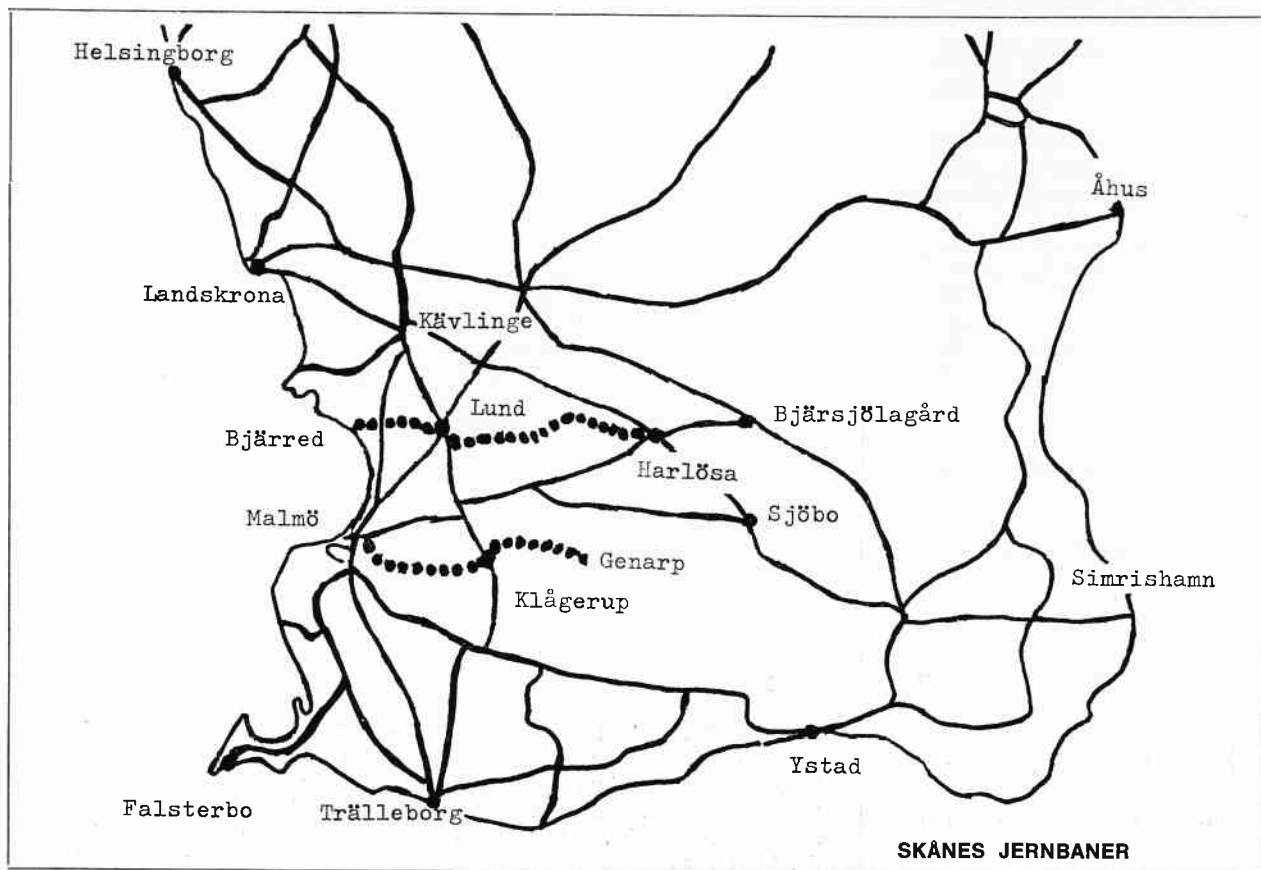 Helsingborg
Åhus
Landskrona
Kävlinge
Lund
Bjärsjölagård
Bjärred
Harlösa
Malmö
Sjöbo
Genarp
Simrishamn
Klågerup
Ystad
Falsterbo
Trälleborg
SKÅNES JERNBANER